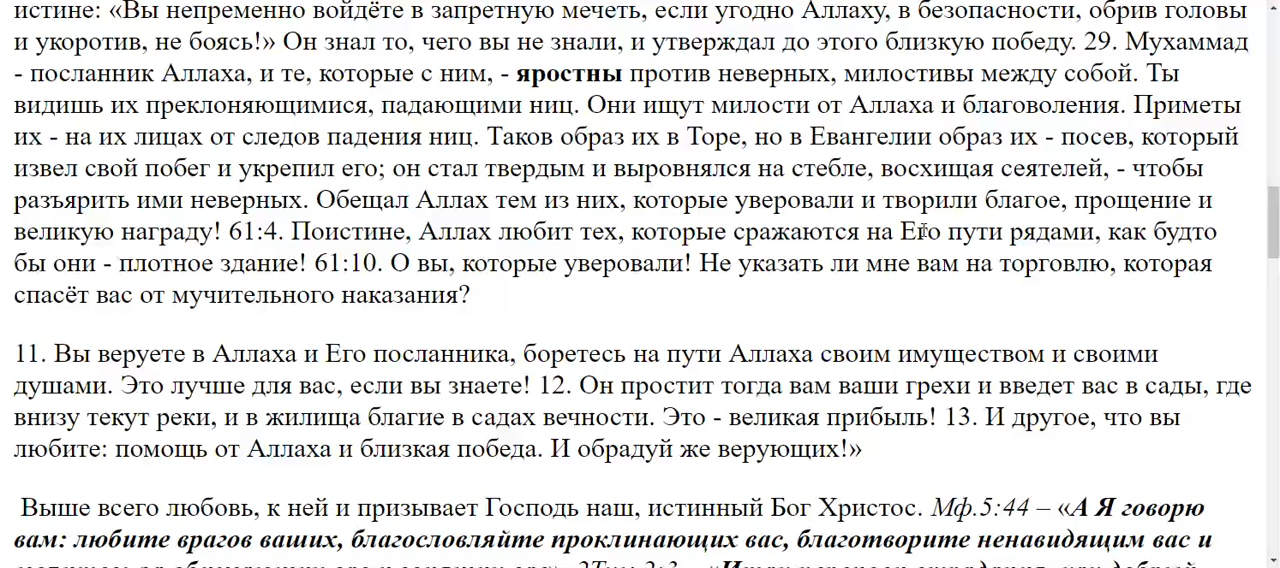 истине: «Вы непременно войдёте в запретную мечеть, если угодно Аллаху, в безопасности, обрив головы
и укоротив, не боясь!» Он знал то, чего вы не знали, и утверждал до этого близкую победу. 29. Мухаммад
- посланник Аллаха, и те, которые с ним, - яростны против неверных, милостивы между собой. Ты
видишь их преклоняющимися, падающими ниц. Они ищут милости от Аллаха и благоволения. Приметы
их - на их лицах от следов падения ниц. Таков образ их в Торе, но в Евангелии образ их - посев, который
извел свой побег и укрепил его; он стал твердым и выровнялся на стебле, восхищая сеятелей, - чтобы
разъярить ими неверных. Обещал Аллах тем из них, которые уверовали и творили благое, прощение и
великую награду! 61:4. Поистине, Аллах любит тех, которые сражаются на Его пути рядами, как будто
бы они - плотное здание! 61:10. О вы, которые уверовали! Не указать ли мне вам на торговлю, которая
спасёт вас от мучительного наказания?
11. Вы веруете в Аллаха и Его посланника, боретесь на пути Аллаха своим имуществом и своими
душами. Это лучше для вас, если вы знаете! 12. Он простит тогда вам ваши грехи и введет вас в сады, где
внизу текут реки, и в жилища благие в садах вечности. Это - великая прибыль! 13. И другое, что вы
любите: помощь от Аллаха и близкая победа. И обрадуй же верующих!»
Выше всего любовь, к ней и призывает Господь наш, истинный Бог Христос. Мф.5:44 – «А Я говорю
вам: любите врагов ваших, благословляйте проклинающих вас, благотворите ненавидящим вас и